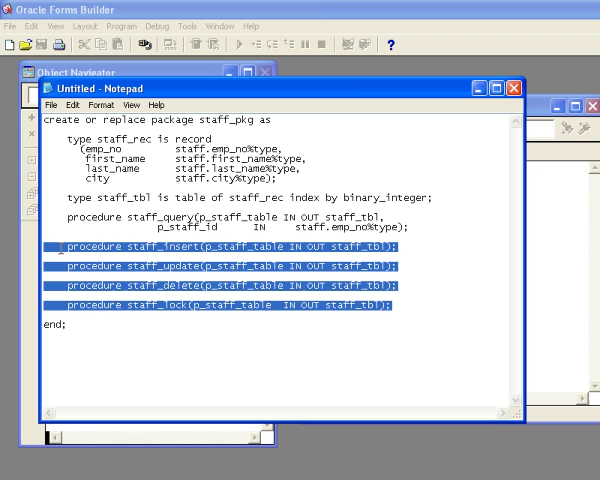 Oracle Forms Builder
File Edit View Layout Program Debug Tools Window Help
Object Navigator
Untitled - Notepad
File Edit Format View Help
create or replace package staff_pkg as
type staff_rec is record
(emp_no staff.emp_no%type,
first_name staff.first_name%type,
last_name staff.last_name%type,
city staff.city%type);
type staff_tbl is table of staff_rec index by binary_integer;
procedure staff_query(p_staff_table IN OUT staff_tbl,
p_staff_id IN staff.emp_no%type);
procedure staff_insert(p_staff_table IN OUT staff_tbl);
procedure staff_update(p_staff_table IN OUT staff_tbl);
procedure staff_delete(p_staff_table IN OUT staff_tbl);
procedure staff_lock(p_staff_table IN OUT staff_tbl);
end;